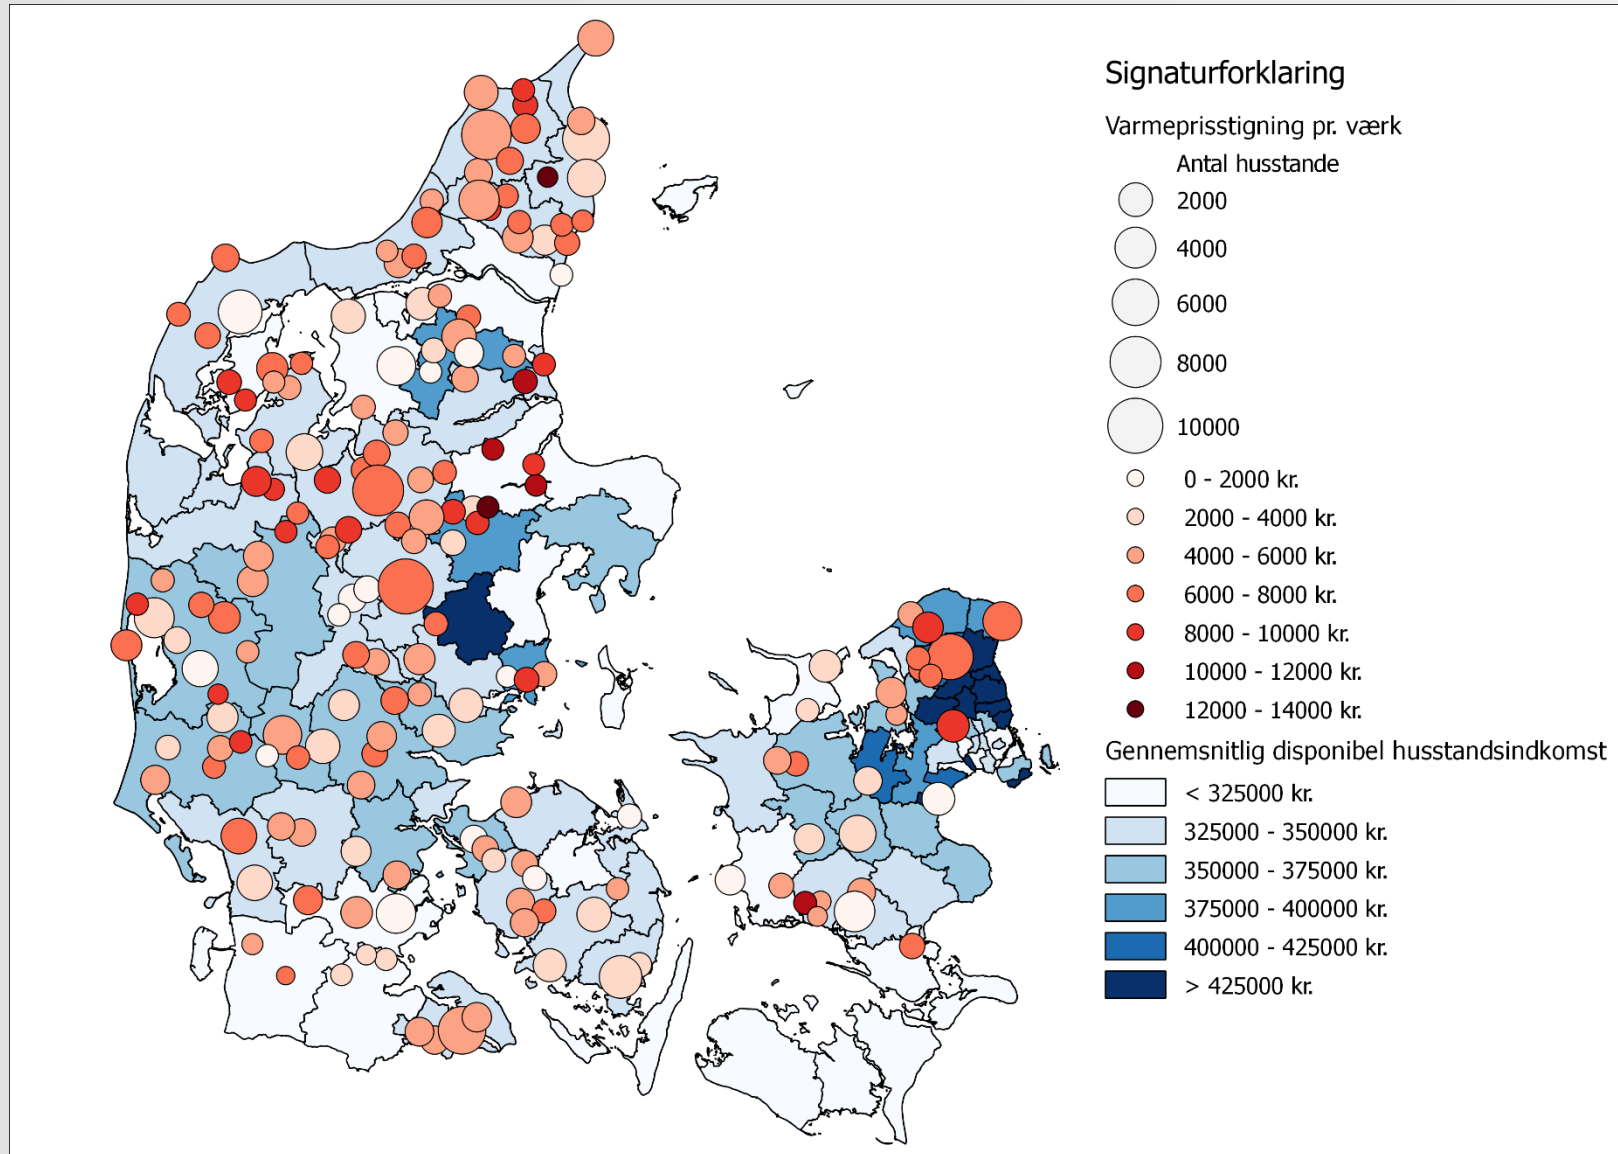 Signaturforklaring
Varmeprisstigning pr. værk
Antal husstande
2000
4000
6000
8000
10000
0 - 2000 kr.
2000 - 4000 kr.
4000 - 6000 kr.
6000 - 8000 kr.
8000 - 10000 kr.
10000 - 12000 kr.
12000 - 14000 kr.
Gennemsnitlig disponibel husstandsindkomst
< 325000 kr.
325000 - 350000 kr.
350000 - 375000 kr.
375000 - 400000 kr.
400000 - 425000 kr.
> 425000 kr.